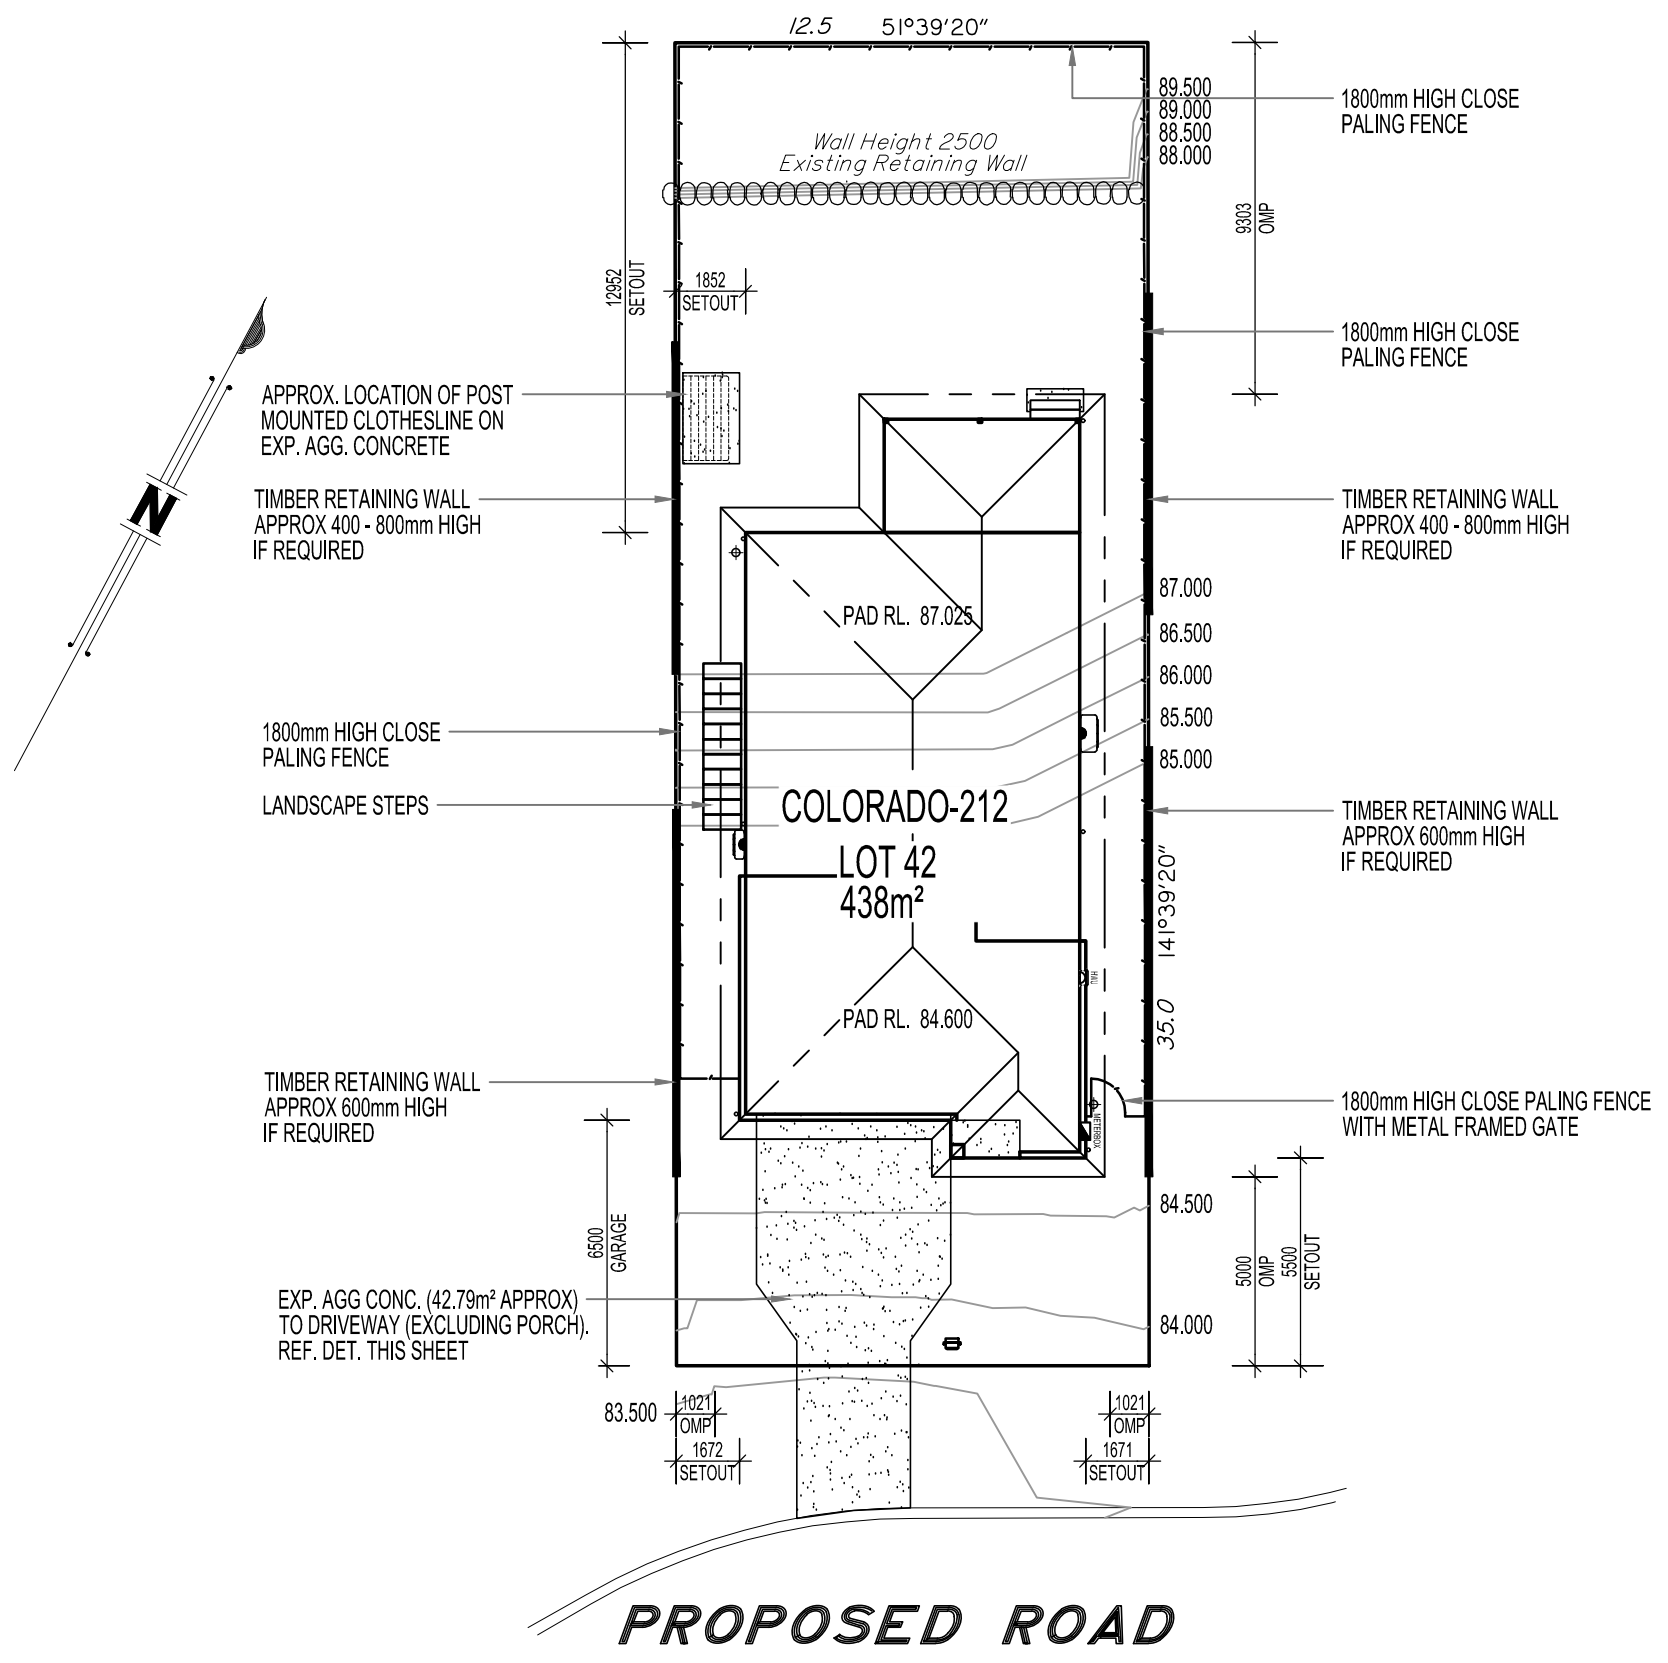 12.5 51°39'20"
89.500
89.000
88.500
88.000
1800mm HIGH CLOSE
PALING FENCE
Wall Height 2500
Existing Retaining Wall
9303
OMP
12952
SETOUT
1852
SETOUT
1800mm HIGH CLOSE
PALING FENCE
APPROX. LOCATION OF POST
MOUNTED CLOTHESLINE ON
EXP. AGG. CONCRETE
N
TIMBER RETAINING WALL
APPROX 400 - 800mm HIGH
IF REQUIRED
TIMBER RETAINING WALL
APPROX 400 - 800mm HIGH
IF REQUIRED
87.000
PAD RL. 87.025
86.500
86.000
85.500
85.000
1800mm HIGH CLOSE
PALING FENCE
LANDSCAPE STEPS
COLORADO-212
LOT 42
438m²
TIMBER RETAINING WALL
APPROX 600mm HIGH
IF REQUIRED
141°39'20"
35.0
HWU
PAD RL. 84.600
TIMBER RETAINING WALL
APPROX 600mm HIGH
IF REQUIRED
METERBOX
1800mm HIGH CLOSE PALING FENCE
WITH METAL FRAMED GATE
84.500
6500
GARAGE
5000
OMP
5500
SETOUT
EXP. AGG CONC. (42.79m² APPROX)
TO DRIVEWAY (EXCLUDING PORCH).
REF. DET. THIS SHEET
84.000
83.500
1021
OMP
1672
SETOUT
1021
OMP
1671
SETOUT
PROPOSED ROAD